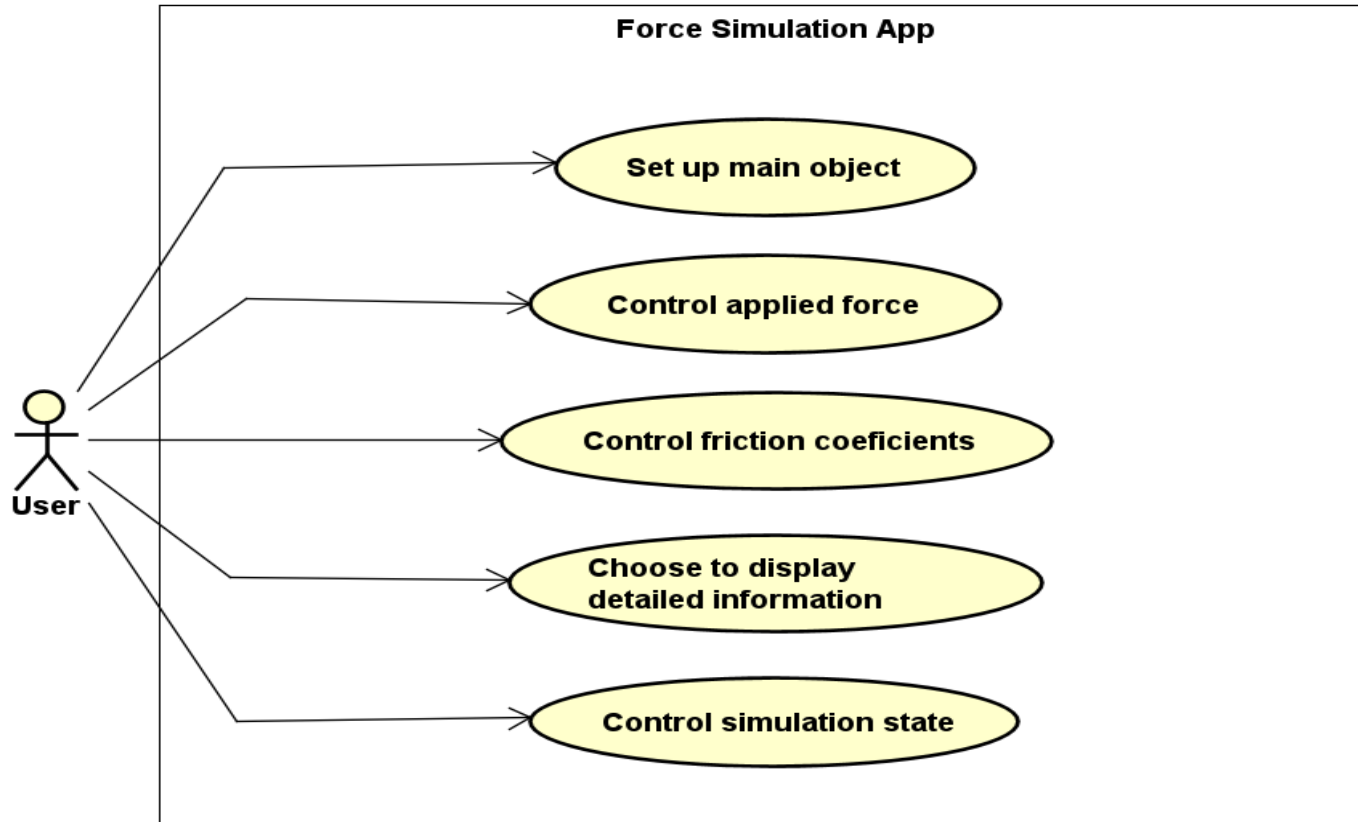 Force Simulation App
Set up main object
Control applied force
Control friction coeficients
User
Choose to display
detailed information
Control simulation state